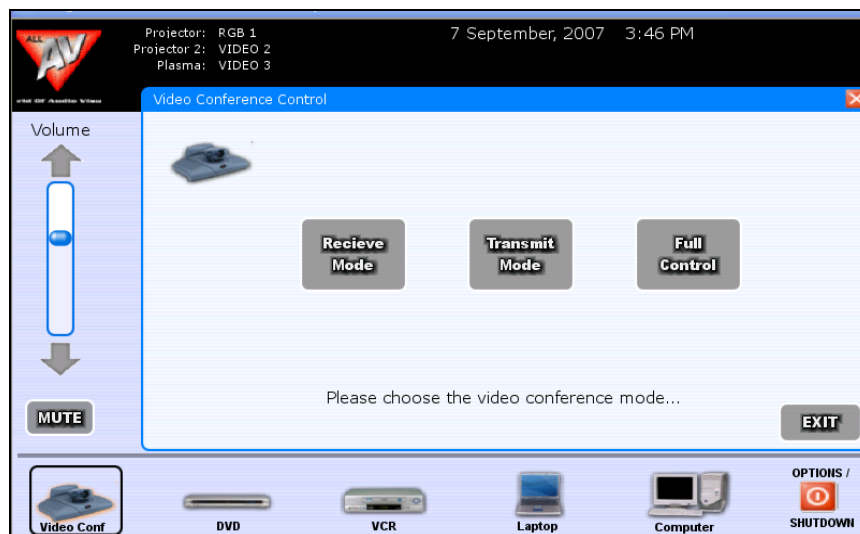 ALL
AV
Projector: RGB 1
Projector 2: VIDEO 2
Plasma: VIDEO 3
7 September, 2007 3:46 PM
Video Conference Control
Volume
Recieve
Mode
Transmit
Mode
Full
Control
Please choose the video conference mode...
MUTE
EXIT
Video Conf
DVD
VCR
Laptop
Computer
OPTIONS /
SHUTDOWN